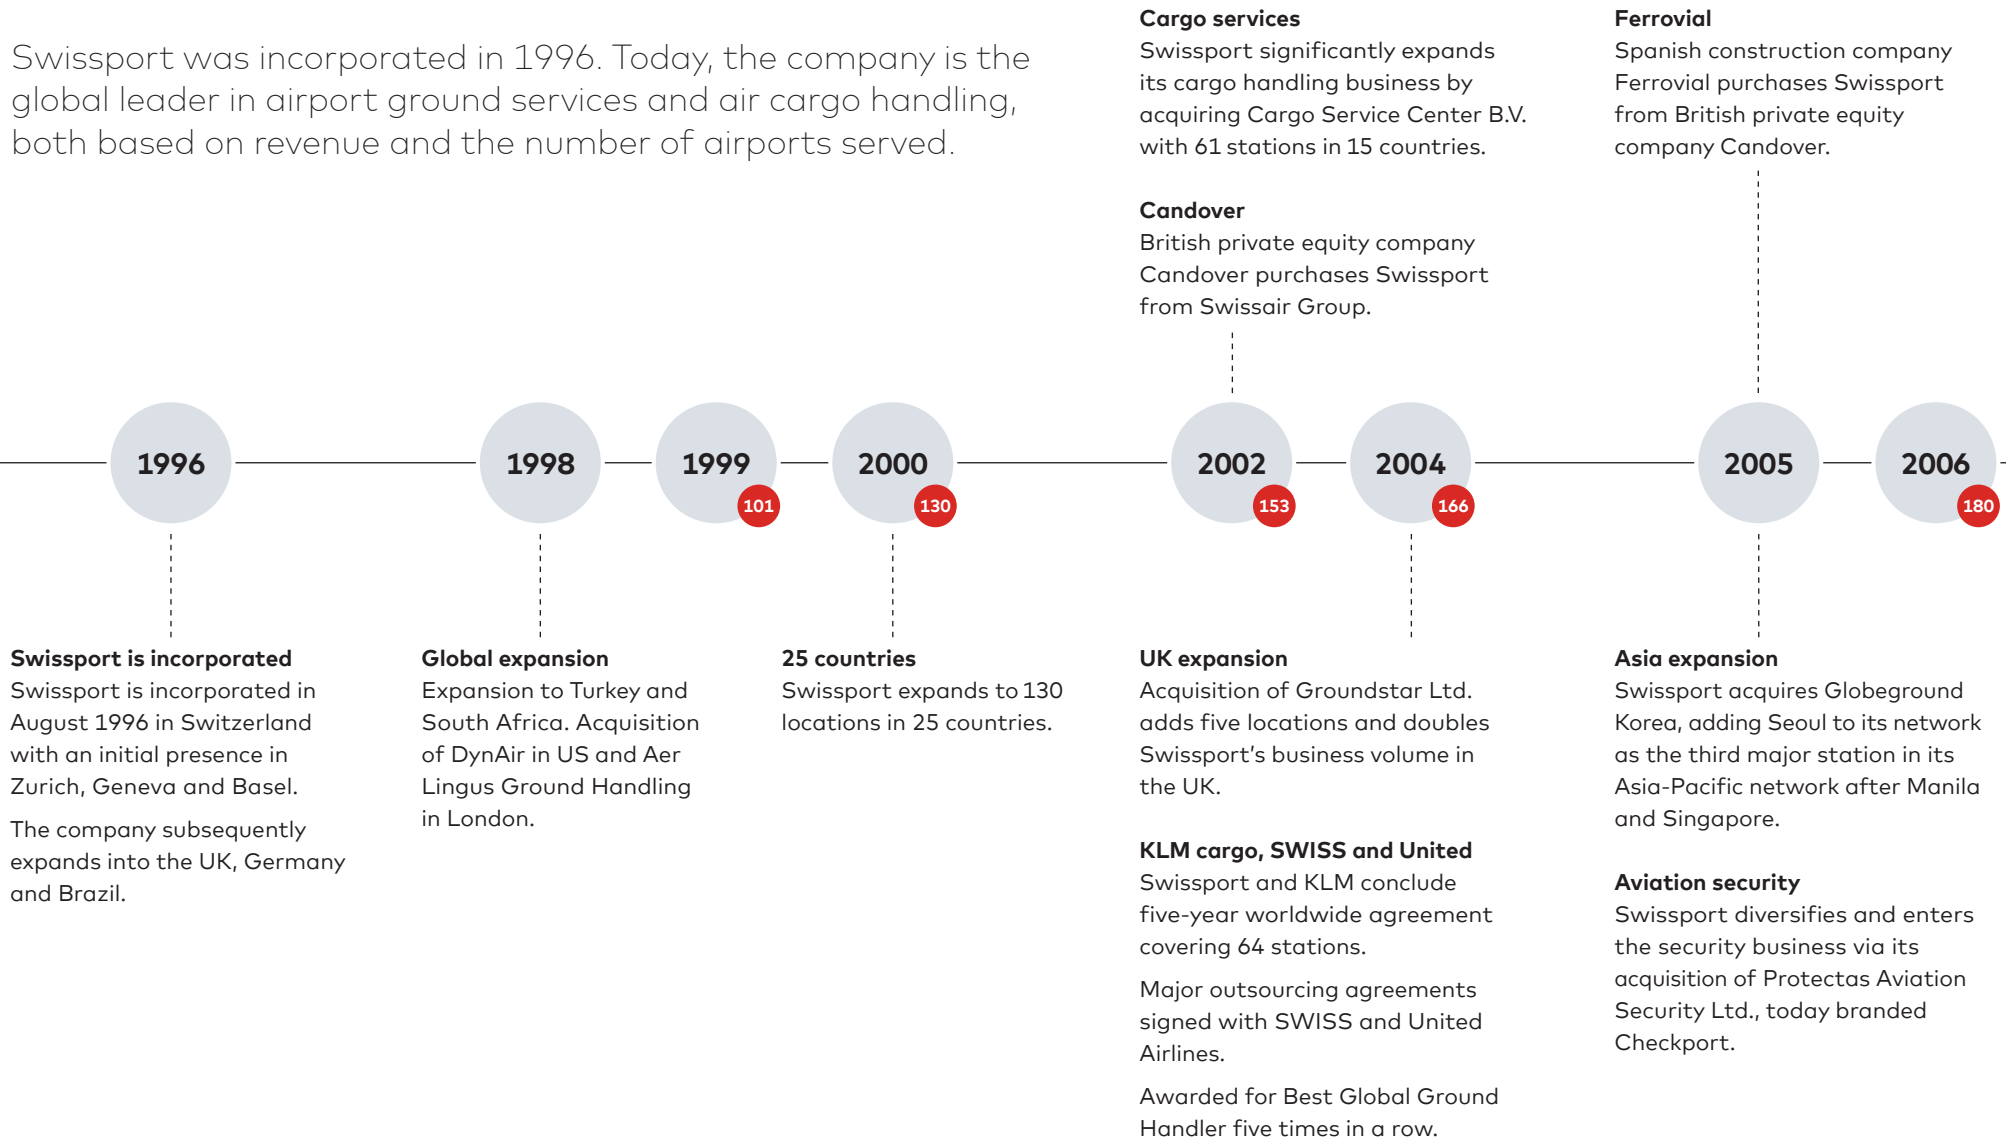 Swissport was incorporated in 1996. Today, the company is the
global leader in airport ground services and air cargo handling,
both based on revenue and the number of airports served.
Cargo services
Swissport significantly expands
its cargo handling business by
acquiring Cargo Service Center B.V.
with 61 stations in 15 countries.
Candover
British private equity company
Candover purchases Swissport
from Swissair Group.
Ferrovial
Spanish construction company
Ferrovial purchases Swissport
from British private equity
company Candover.
1996
1998
1999
101
2000
130
2002
153
2004
166
2005
2006
180
Swissport is incorporated
Swissport is incorporated in
August 1996 in Switzerland
with an initial presence in
Zurich, Geneva and Basel.
The company subsequently
expands into the UK, Germany
and Brazil.
Global expansion
Expansion to Turkey and
South Africa. Acquisition
of DynAir in US and Aer
Lingus Ground Handling
in London.
25 countries
Swissport expands to 130
locations in 25 countries.
UK expansion
Acquisition of Groundstar Ltd.
adds five locations and doubles
Swissport’s business volume in
the UK.
KLM cargo, SWISS and United
Swissport and KLM conclude
five-year worldwide agreement
covering 64 stations.
Major outsourcing agreements
signed with SWISS and United
Airlines.
Awarded for Best Global Ground
Handler five times in a row.
Asia expansion
Swissport acquires Globeground
Korea, adding Seoul to its network
as the third major station in its
Asia-Pacific network after Manila
and Singapore.
Aviation security
Swissport diversifies and enters
the security business via its
acquisition of Protectas Aviation
Security Ltd., today branded
Checkport.